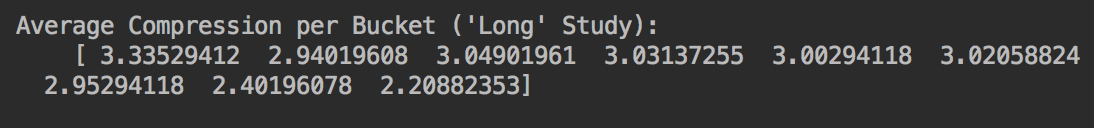 Average Compression per Bucket ('Long' Study):
[ 3.33529412  2.94019608  3.04901961  3.03137255  3.00294118  3.02058824
2.95294118  2.40196078  2.20882353]